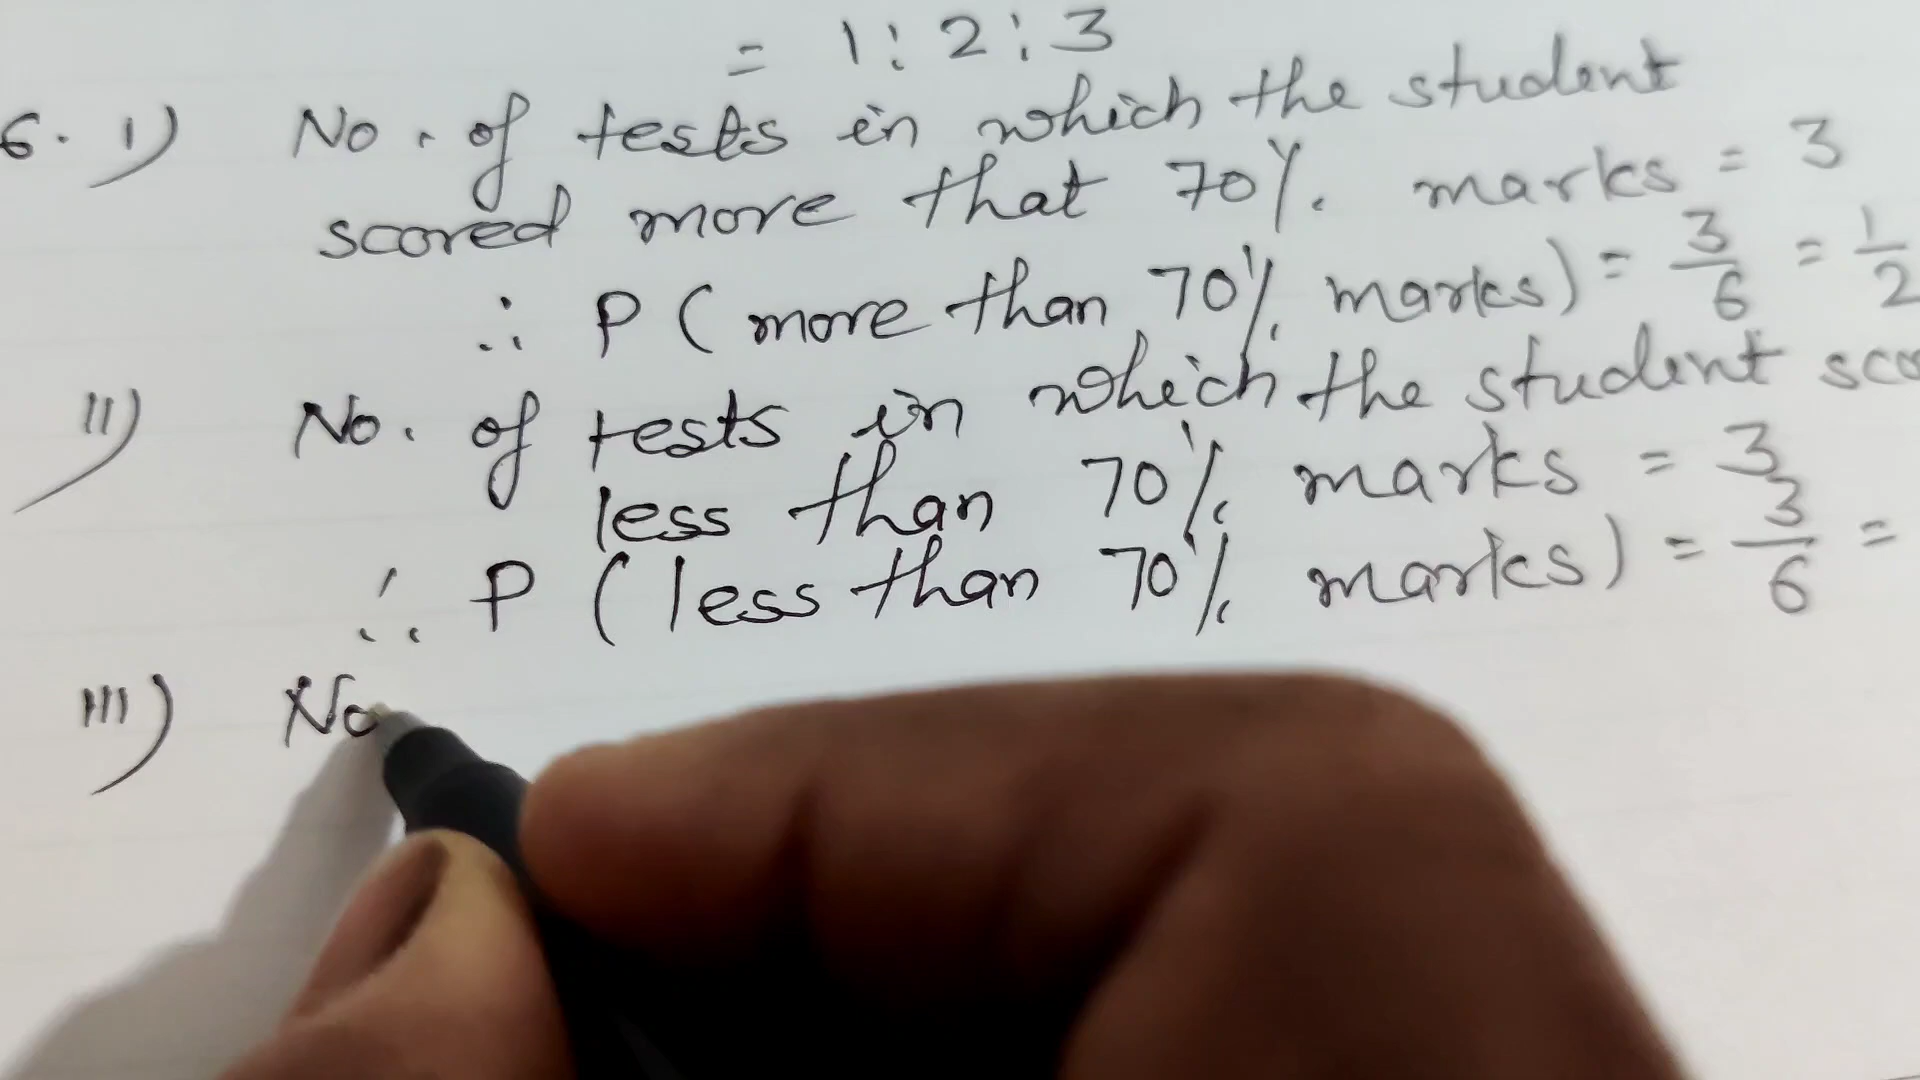 = 1 : 2 : 3
6. i) No. of tests in which the student
scored more that 70% marks = 3
∴ P ( more than 70% marks) = 3/6 = 1/2
ii) No. of tests in which the student sco
less than 70% marks = 3
∴ P ( less than 70% marks) = 3/6 =
iii) No